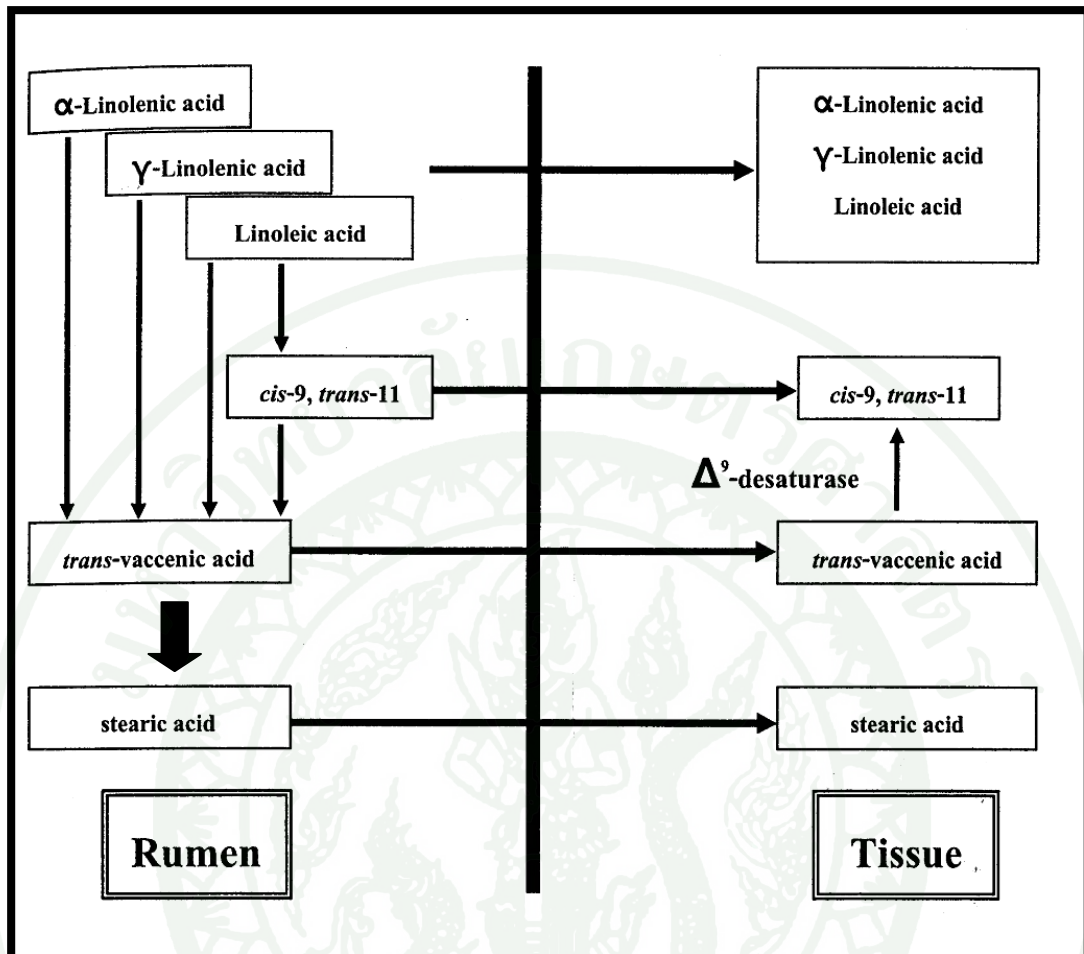 α-Linolenic acid
γ-Linolenic acid
Linoleic acid
cis-9, trans-11
trans-vaccenic acid
stearic acid
Rumen
α-Linolenic acid
γ-Linolenic acid
Linoleic acid
cis-9, trans-11
Δ⁹-desaturase
trans-vaccenic acid
stearic acid
Tissue